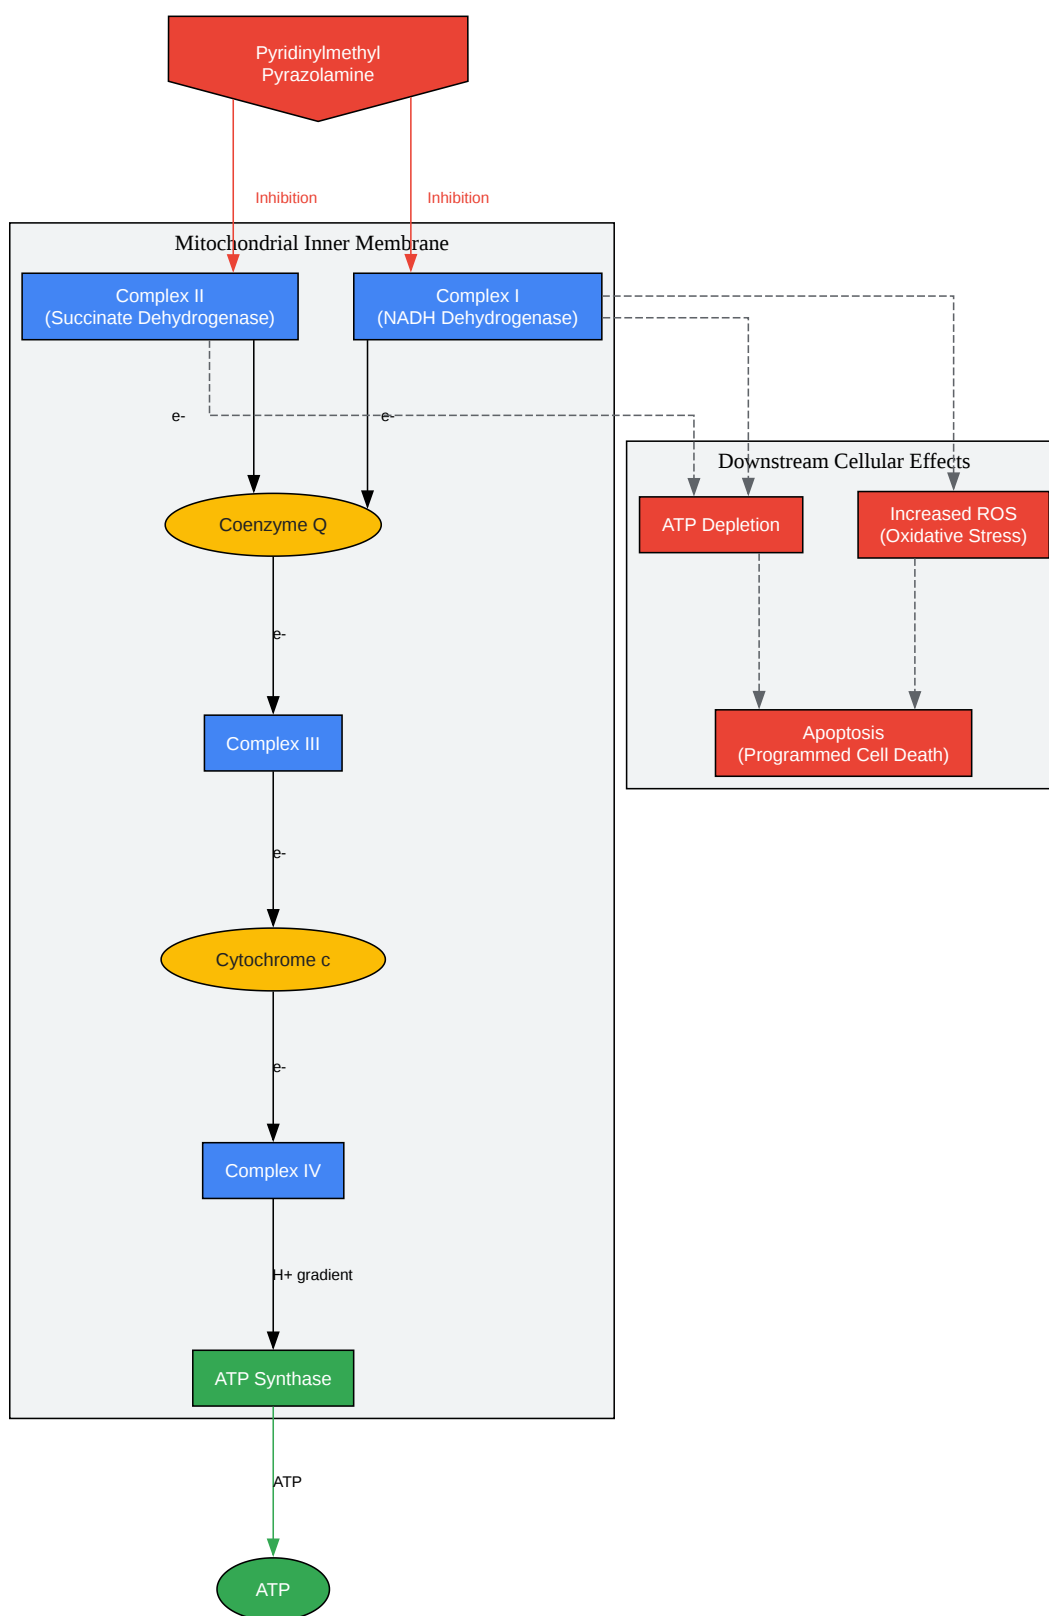 Pyridinylmethyl
Pyrazolamine
Inhibition
Inhibition
Mitochondrial Inner Membrane
Complex II
(Succinate Dehydrogenase)
Complex I
(NADH Dehydrogenase)
e-
e-
Downstream Cellular Effects
Coenzyme Q
ATP Depletion
Increased ROS
(Oxidative Stress)
e-
Complex III
Apoptosis
(Programmed Cell Death)
e-
Cytochrome c
e-
Complex IV
H+ gradient
ATP Synthase
ATP
ATP